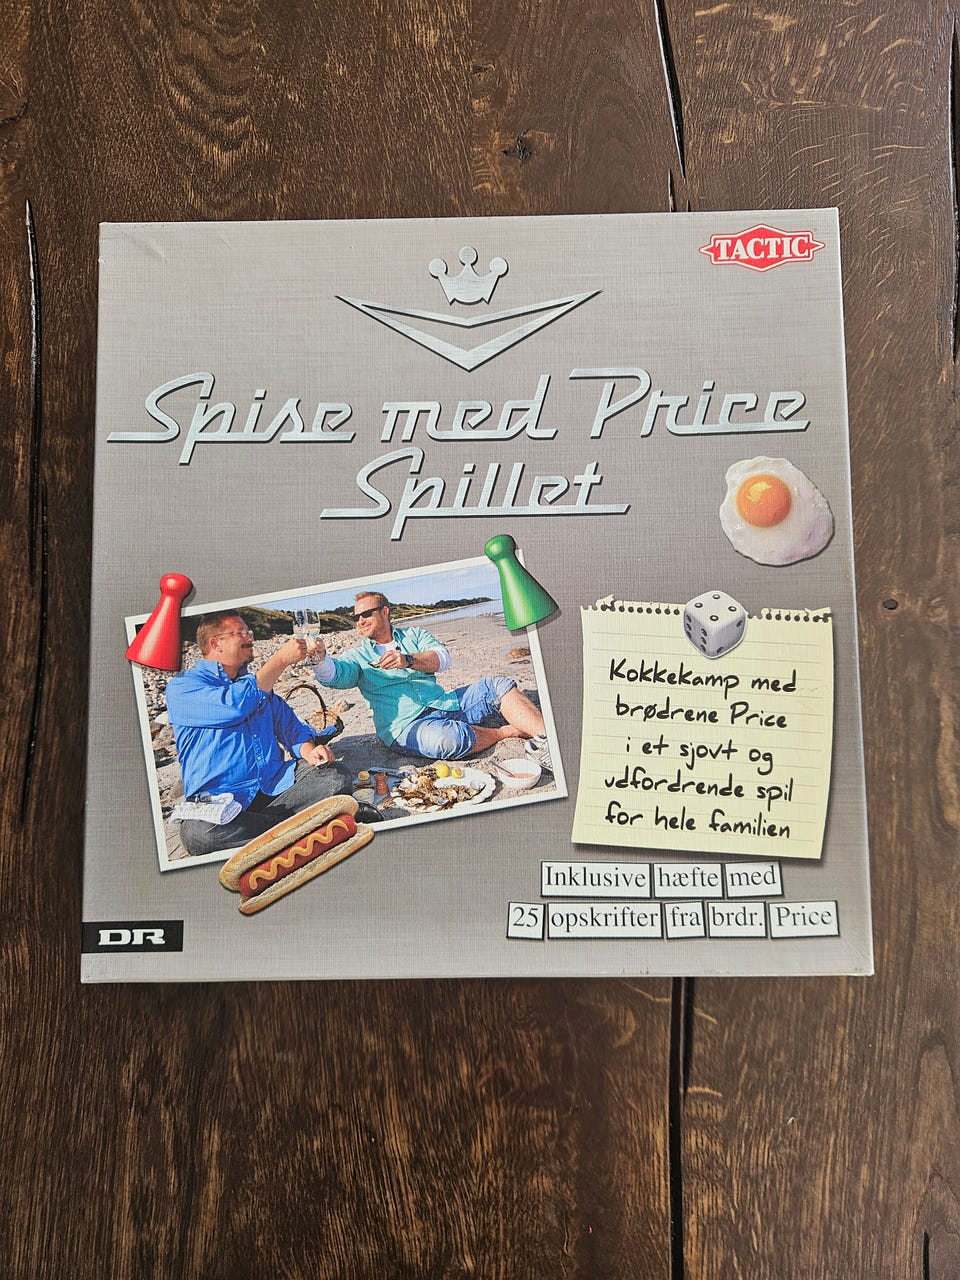 TACTIC
Spise med Price
Spillet
Kokkekamp med
brødrene Price
i et sjovt og
udfordrende spil
for hele familien
Inklusive hæfte med
25 opskrifter fra brdr. Price
DR